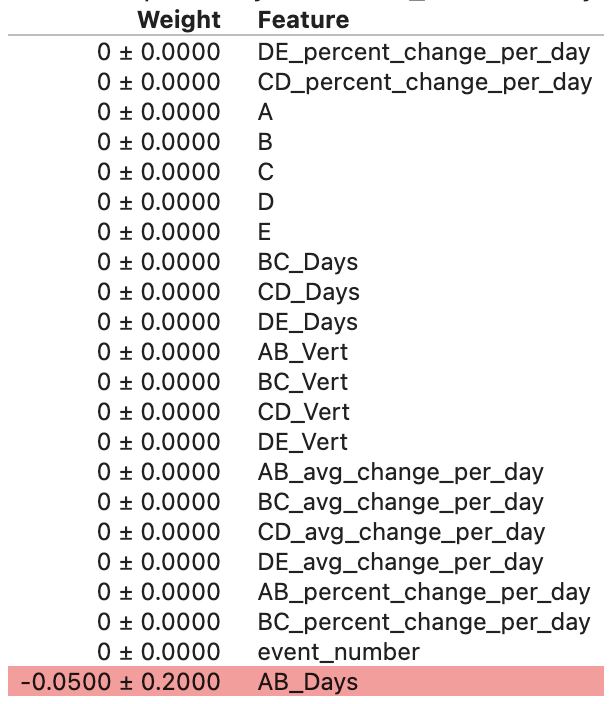 Weight Feature
0 ± 0.0000 DE_percent_change_per_day
0 ± 0.0000 CD_percent_change_per_day
0 ± 0.0000 A
0 ± 0.0000 B
0 ± 0.0000 C
0 ± 0.0000 D
0 ± 0.0000 E
0 ± 0.0000 BC_Days
0 ± 0.0000 CD_Days
0 ± 0.0000 DE_Days
0 ± 0.0000 AB_Vert
0 ± 0.0000 BC_Vert
0 ± 0.0000 CD_Vert
0 ± 0.0000 DE_Vert
0 ± 0.0000 AB_avg_change_per_day
0 ± 0.0000 BC_avg_change_per_day
0 ± 0.0000 CD_avg_change_per_day
0 ± 0.0000 DE_avg_change_per_day
0 ± 0.0000 AB_percent_change_per_day
0 ± 0.0000 BC_percent_change_per_day
0 ± 0.0000 event_number
-0.0500 ± 0.2000 AB_Days